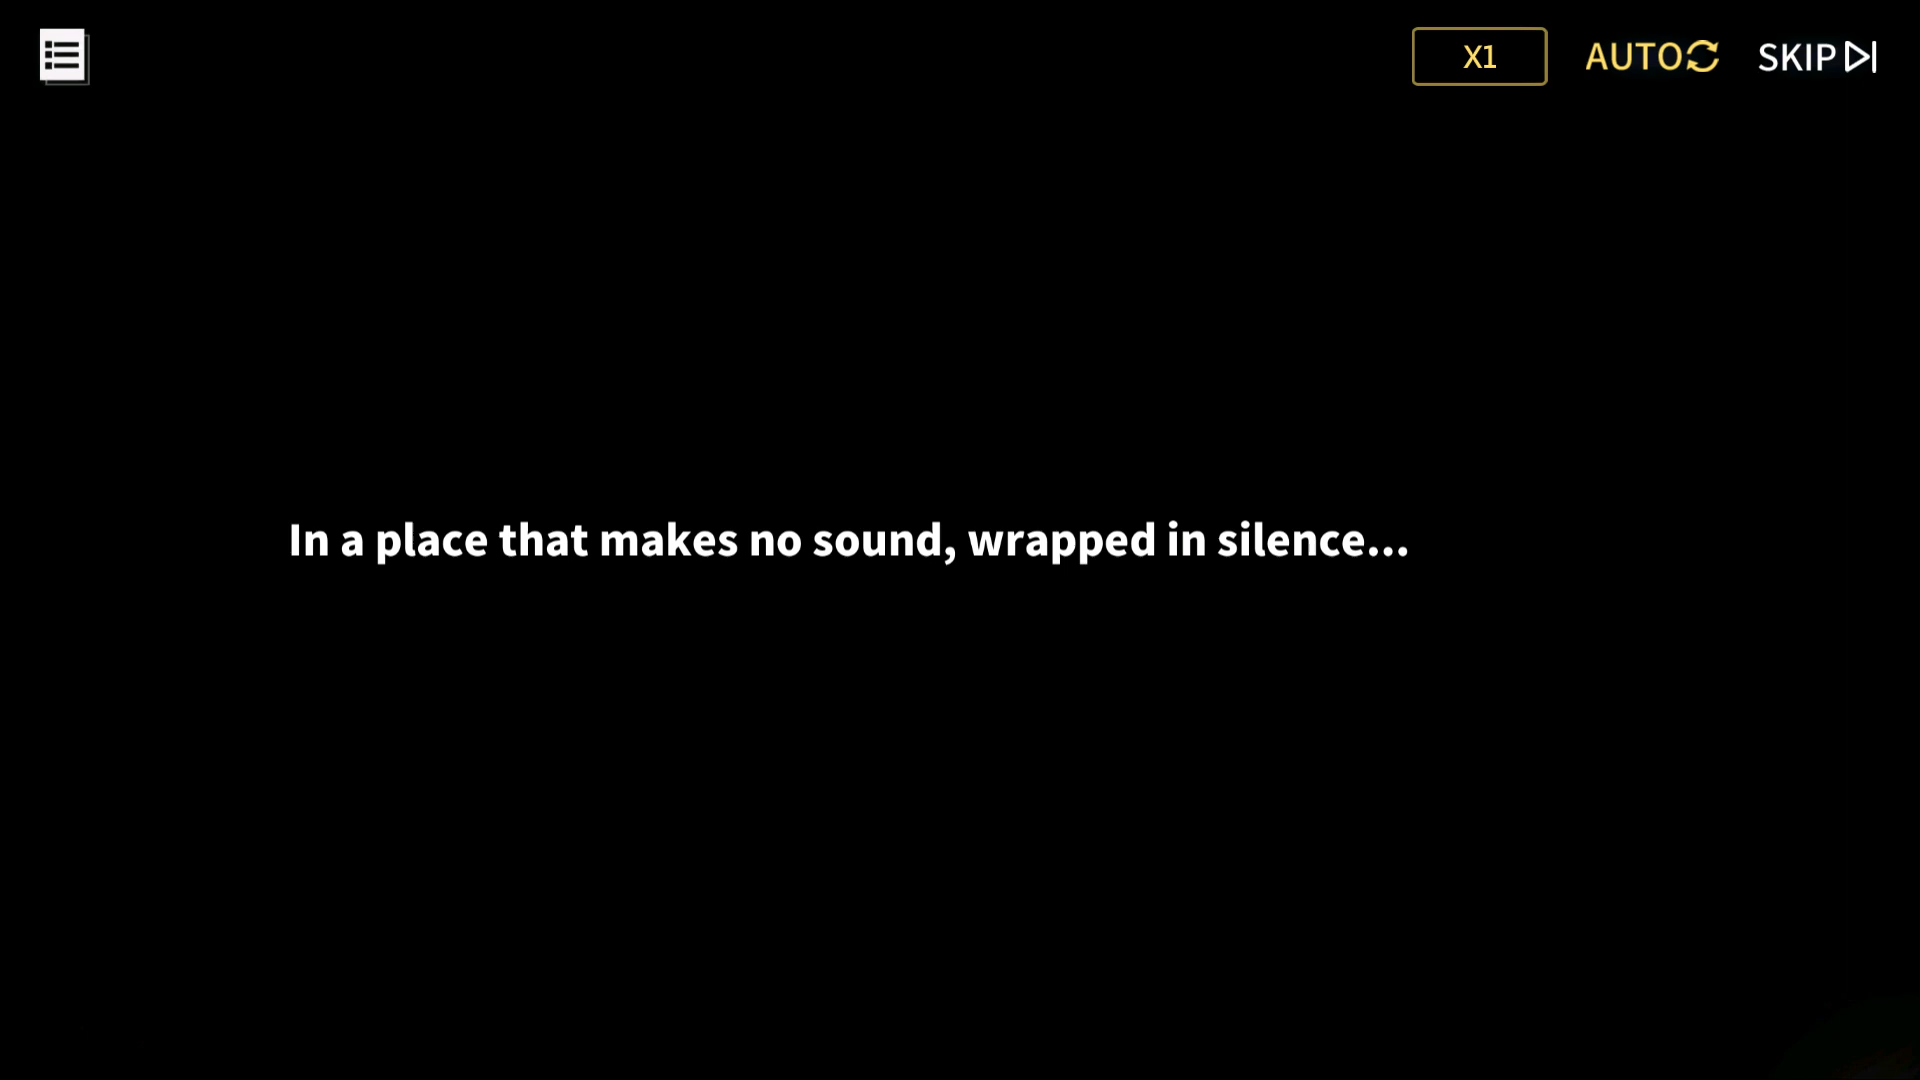 X1 AUTO SKIP
In a place that makes no sound, wrapped in silence...